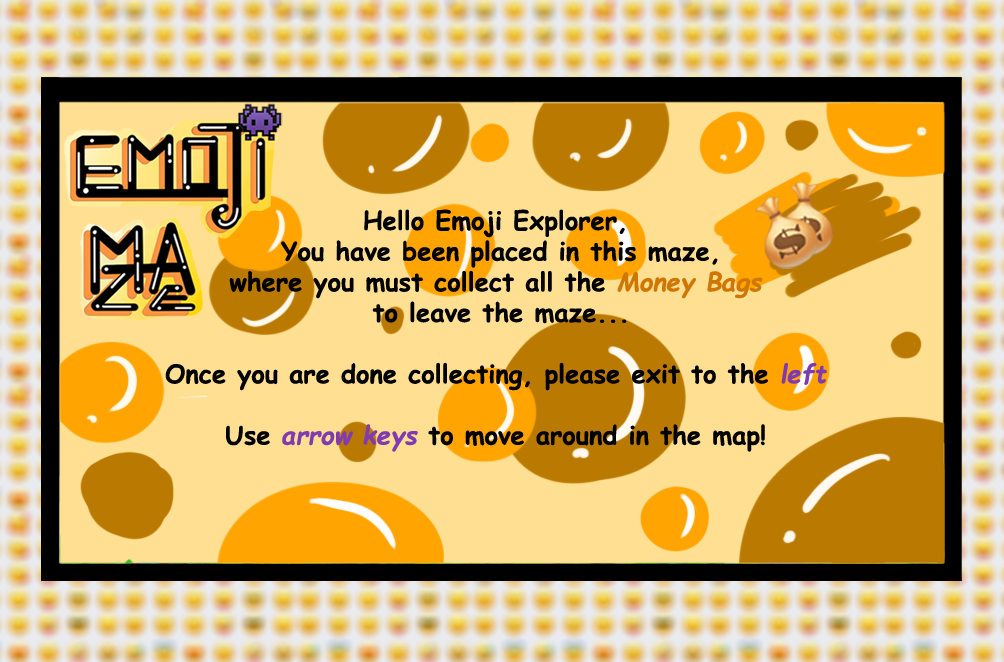 EMOJi
MAZE
Hello Emoji Explorer,
You have been placed in this maze,
where you must collect all the Money Bags
to leave the maze...
Once you are done collecting, please exit to the left
Use arrow keys to move around in the map!